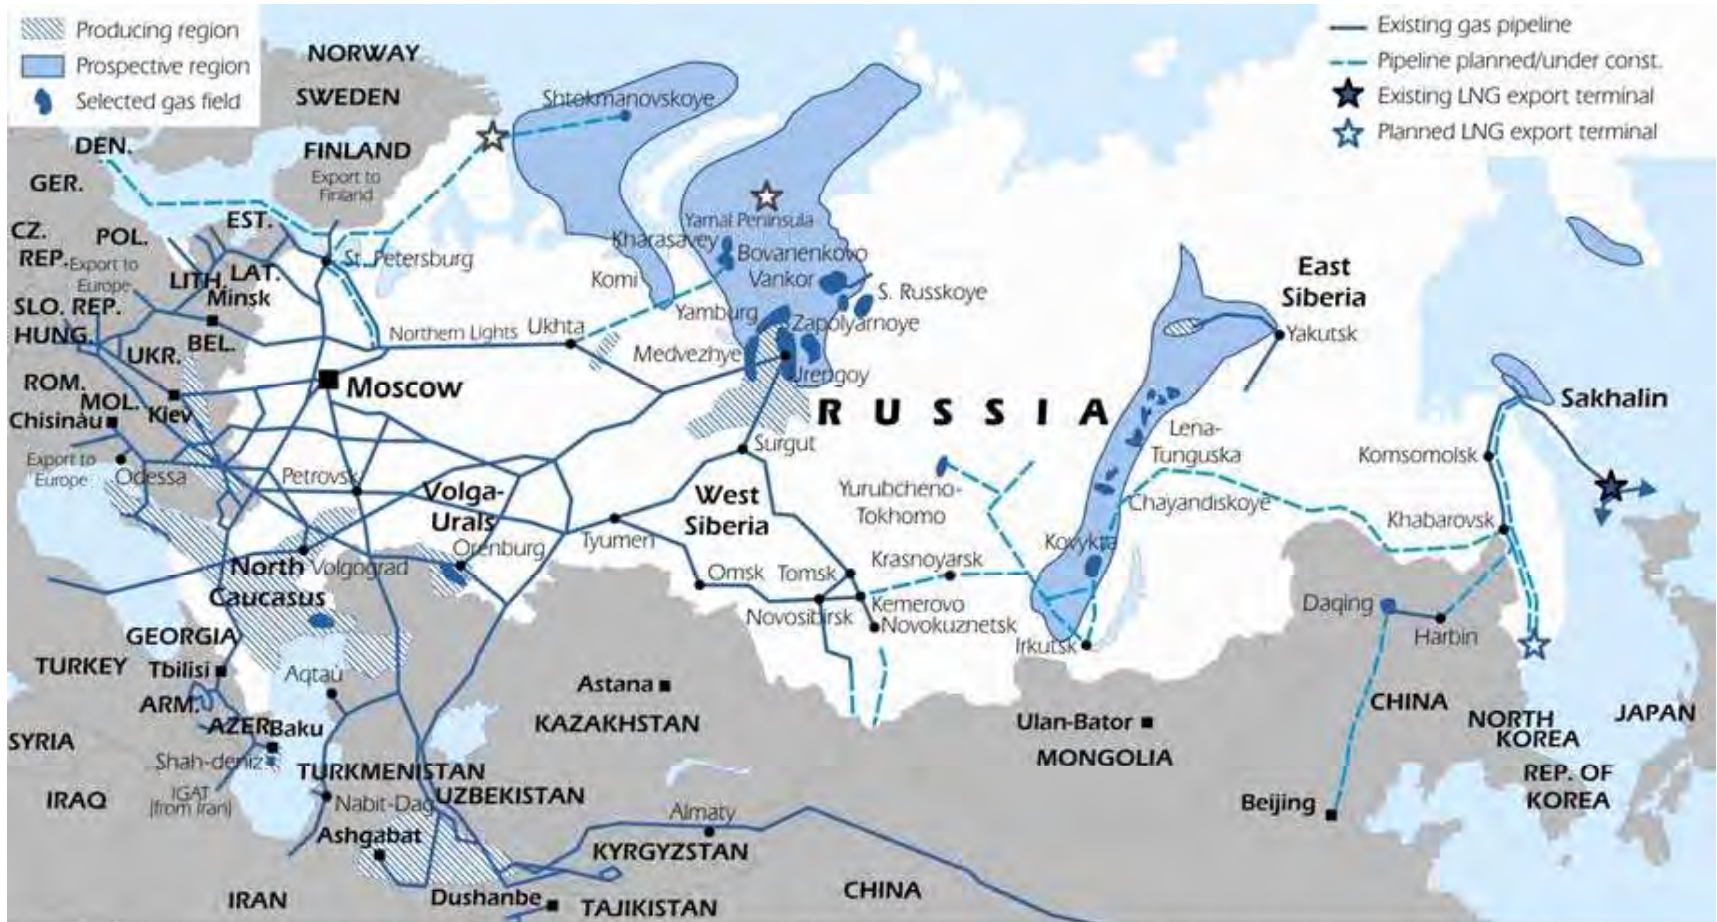 Producing region
Prospective region
Selected gas field
Existing gas pipeline
Pipeline planned/under const.
Existing LNG export terminal
Planned LNG export terminal
NORWAY
SWEDEN
Shtokmanovskoye
DEN.
FINLAND
Export to
Finland
GER.
CZ.
REP.
POL.
EST.
Export to
Europe
LITH.
LAT.
St. Petersburg
Minsk
SLO. REP.
HUNG.
BEL.
UKR.
ROM.
MOL.
Chisinàu
Kiev
Moscow
Northern Lights
Ukhta
Komi
Yamal Peninsula
Kharasavey
Bovanenkovo
Vankor
S. Russkoye
Yamburg
Zapolyarnoye
Medvezhye
Urengoy
East
Siberia
Yakutsk
RUSSIA
Sakhalin
Export to
Europe
Odessa
Petrovsk
Volga-
Urals
Surgut
West
Siberia
Yurubcheno-
Tokhomo
Lena-
Tunguska
Chayandiskoye
Komsomolsk
Khabarovsk
North
Caucasus
Volgograd
Orenburg
Tyumen
Omsk
Tomsk
Krasnoyarsk
Kovykta
Novosibirsk
Kemerovo
Novokuznetsk
Irkutsk
Daqing
Harbin
GEORGIA
TURKEY
Tbilisi
Aqtaù
ARM.
AZER.
Baku
Astana
KAZAKHSTAN
Ulan-Bator
MONGOLIA
CHINA
NORTH
KOREA
JAPAN
SYRIA
Shah-deniz
IGAT
(from Iran)
IRAQ
TURKMENISTAN
UZBEKISTAN
Nabit-Dag
Almaty
Beijing
REP. OF
KOREA
Ashgabat
KYRGYZSTAN
IRAN
Dushanbe
TAJIKISTAN
CHINA